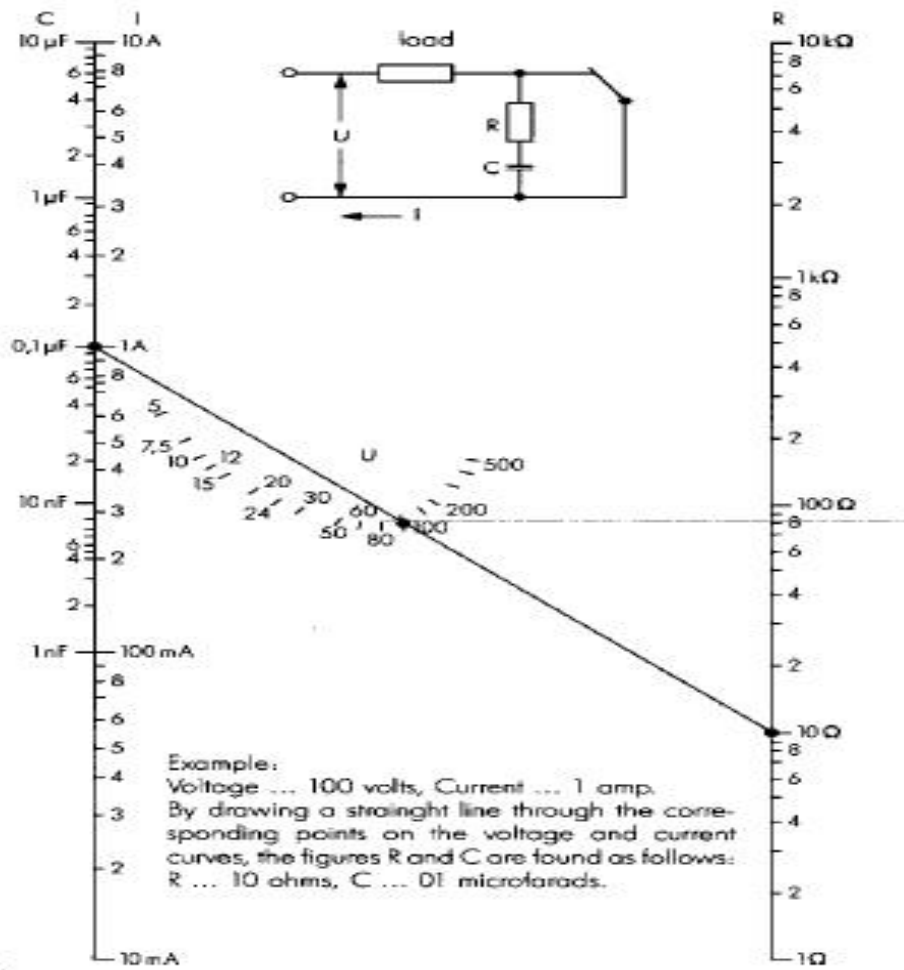 C I
R
10 µF 10 A
10 kΩ
load
8
6
4
2
8
6
5
4
U
R
C
I
8
6
4
2
1 µF
3
1 kΩ
6
4
2
2
8
6
4
2
0,1 µF 1A
6
4
2
8
6
5
4
5
7,5
10
12
15
20
24
30
50
60
80
100
200
500
U
10 nF
3
100 Ω
6
4
2
2
8
6
4
2
1 nF 100 mA
10 Ω
8
6
5
4
3
2
8
6
4
2
Example:
Voltage ... 100 volts, Current ... 1 amp.
By drawing a strainght line through the corre-
sponding points on the voltage and current
curves, the figures R and C are found as follows:
R ... 10 ohms, C ... 01 microfarads.
10 mA
1 Ω